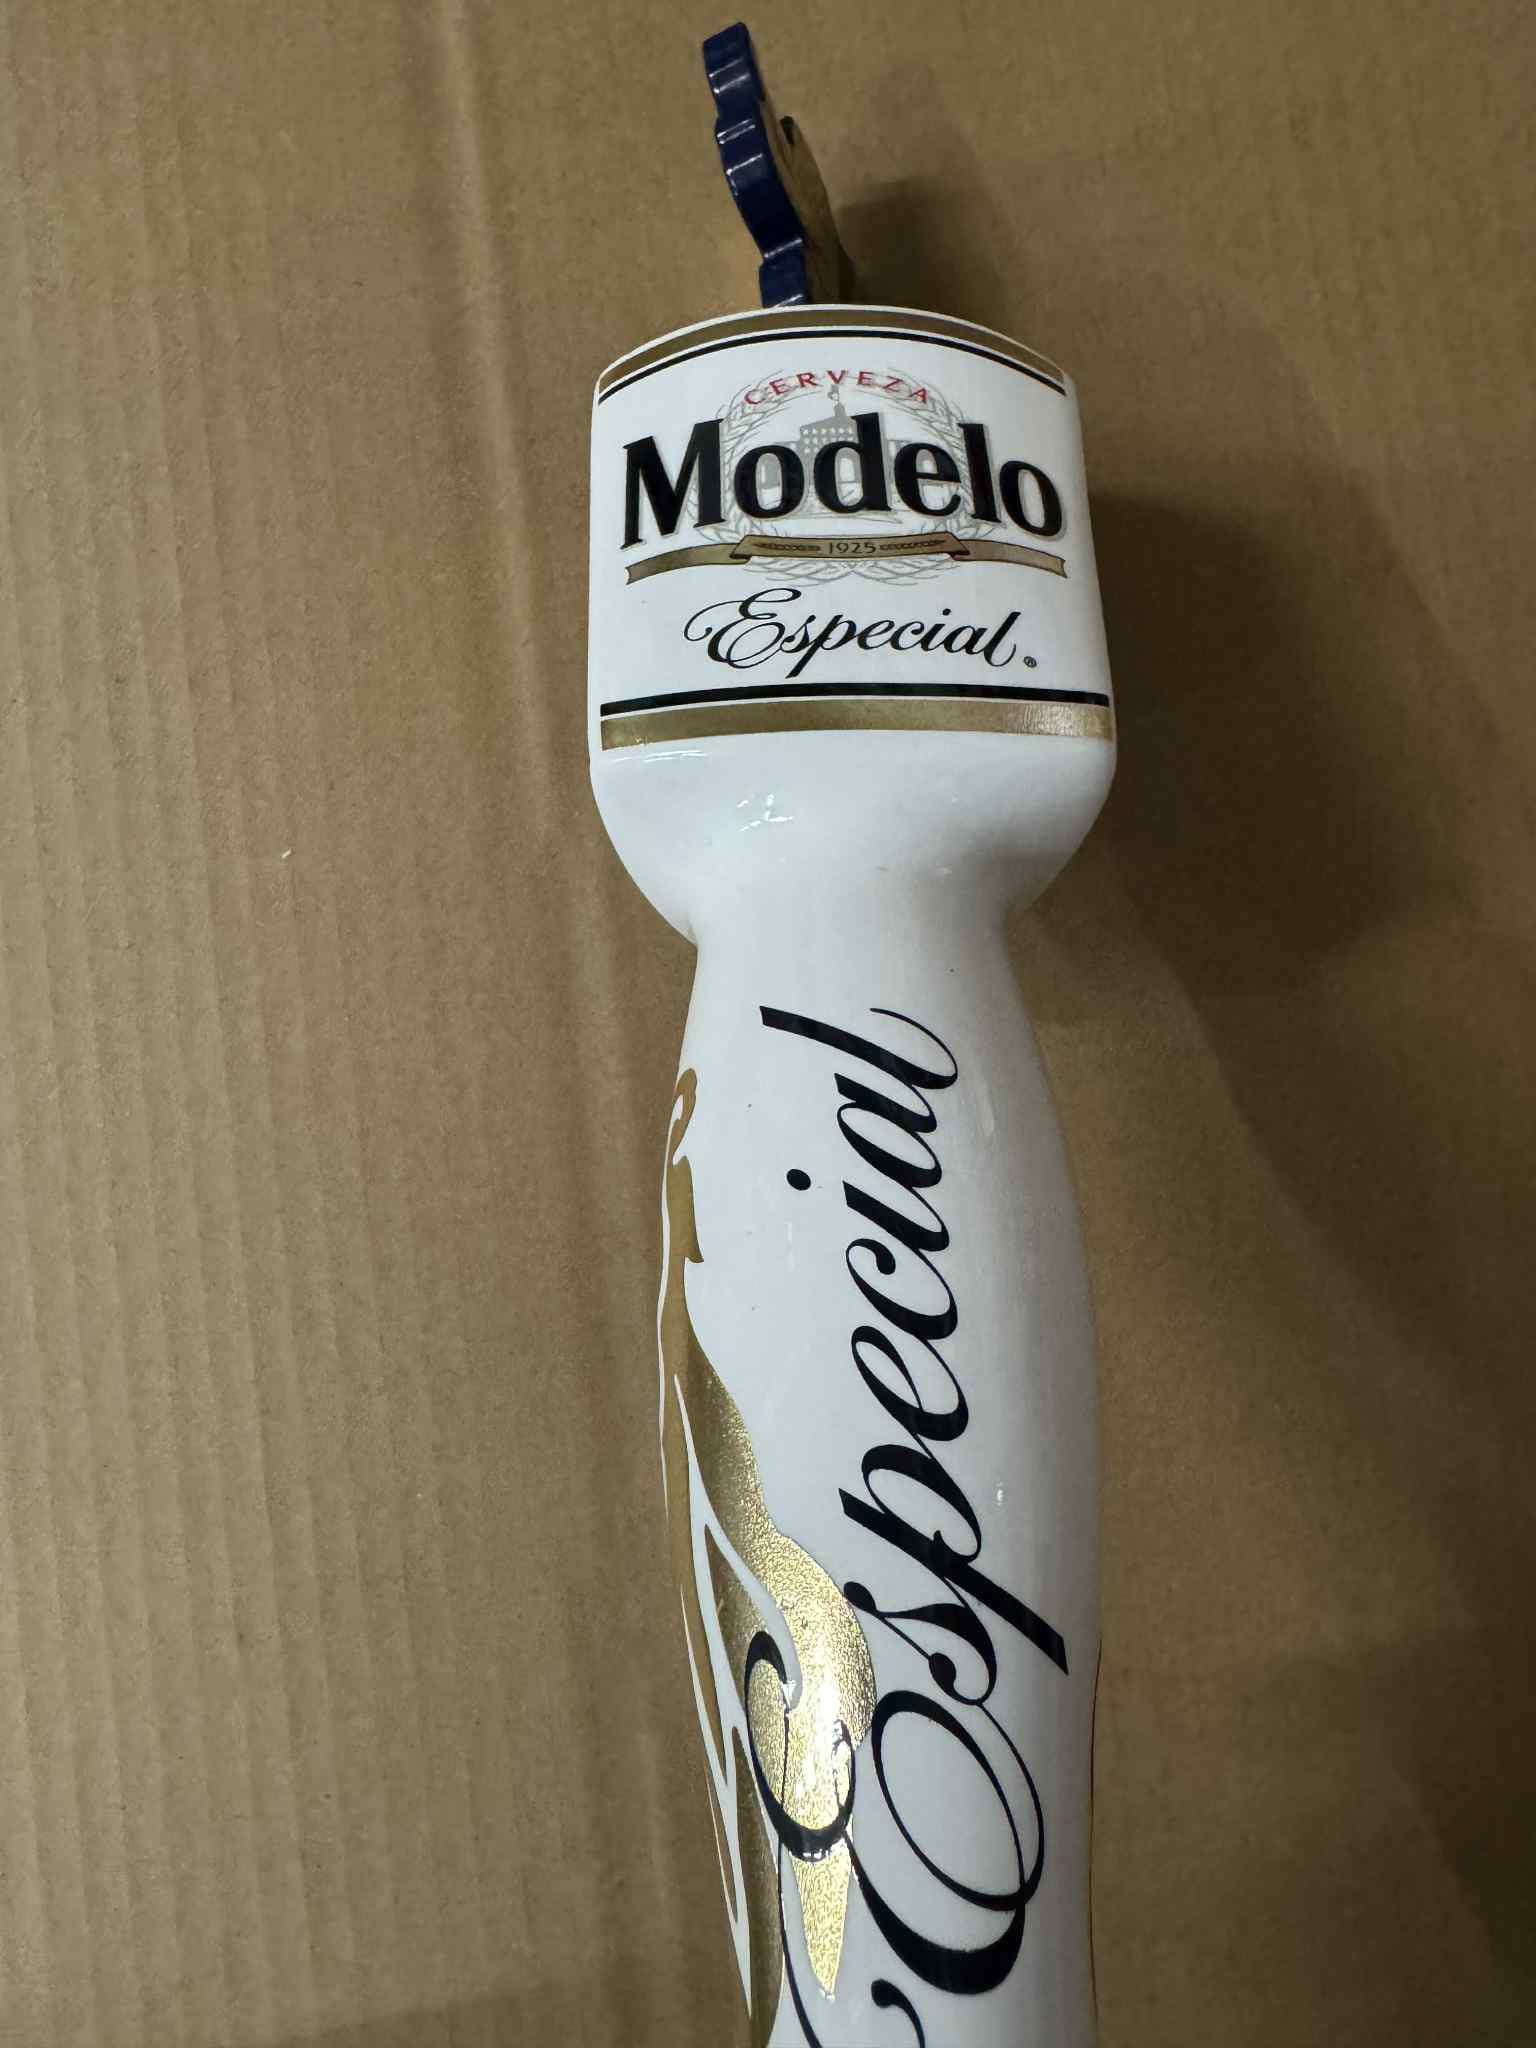 CERVEZA
Modelo
1925
Especial®
Especial